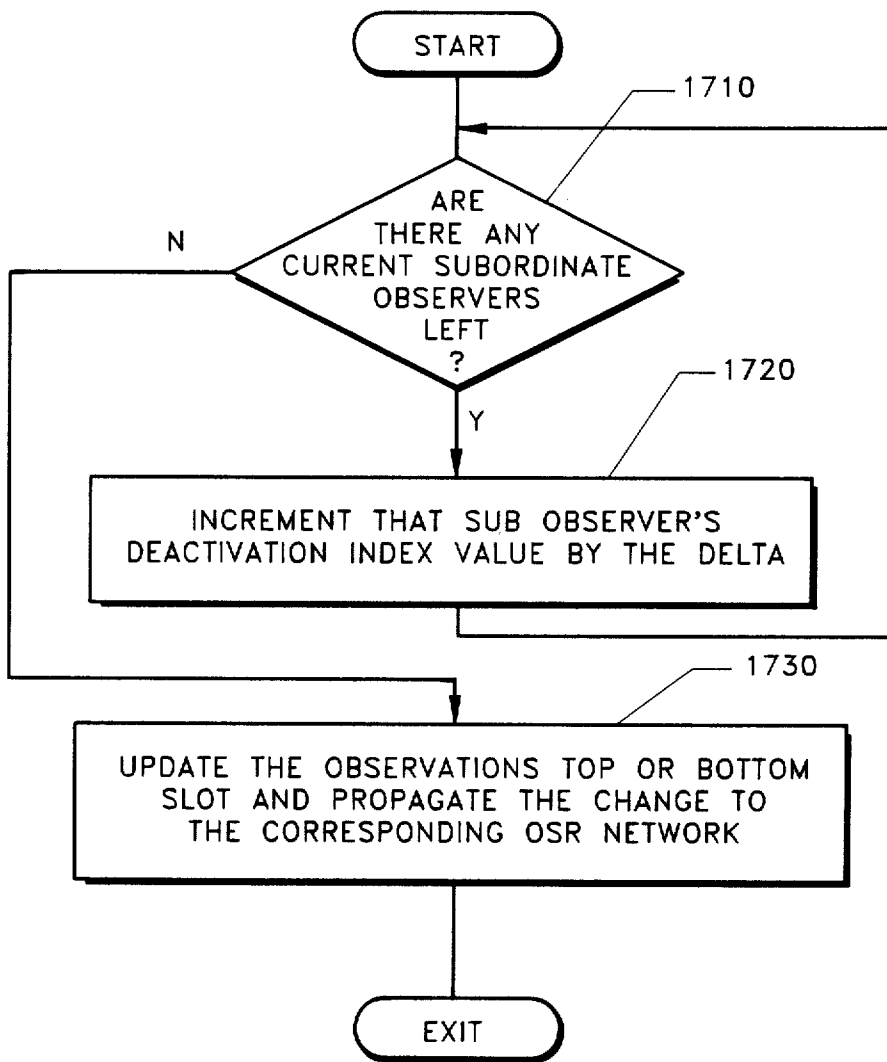 START
1710
ARE
THERE ANY
CURRENT SUBORDINATE
OBSERVERS
LEFT
?
N
Y
1720
INCREMENT THAT SUB OBSERVER'S
DEACTIVATION INDEX VALUE BY THE DELTA
1730
UPDATE THE OBSERVATIONS TOP OR BOTTOM
SLOT AND PROPAGATE THE CHANGE TO
THE CORRESPONDING OSR NETWORK
EXIT